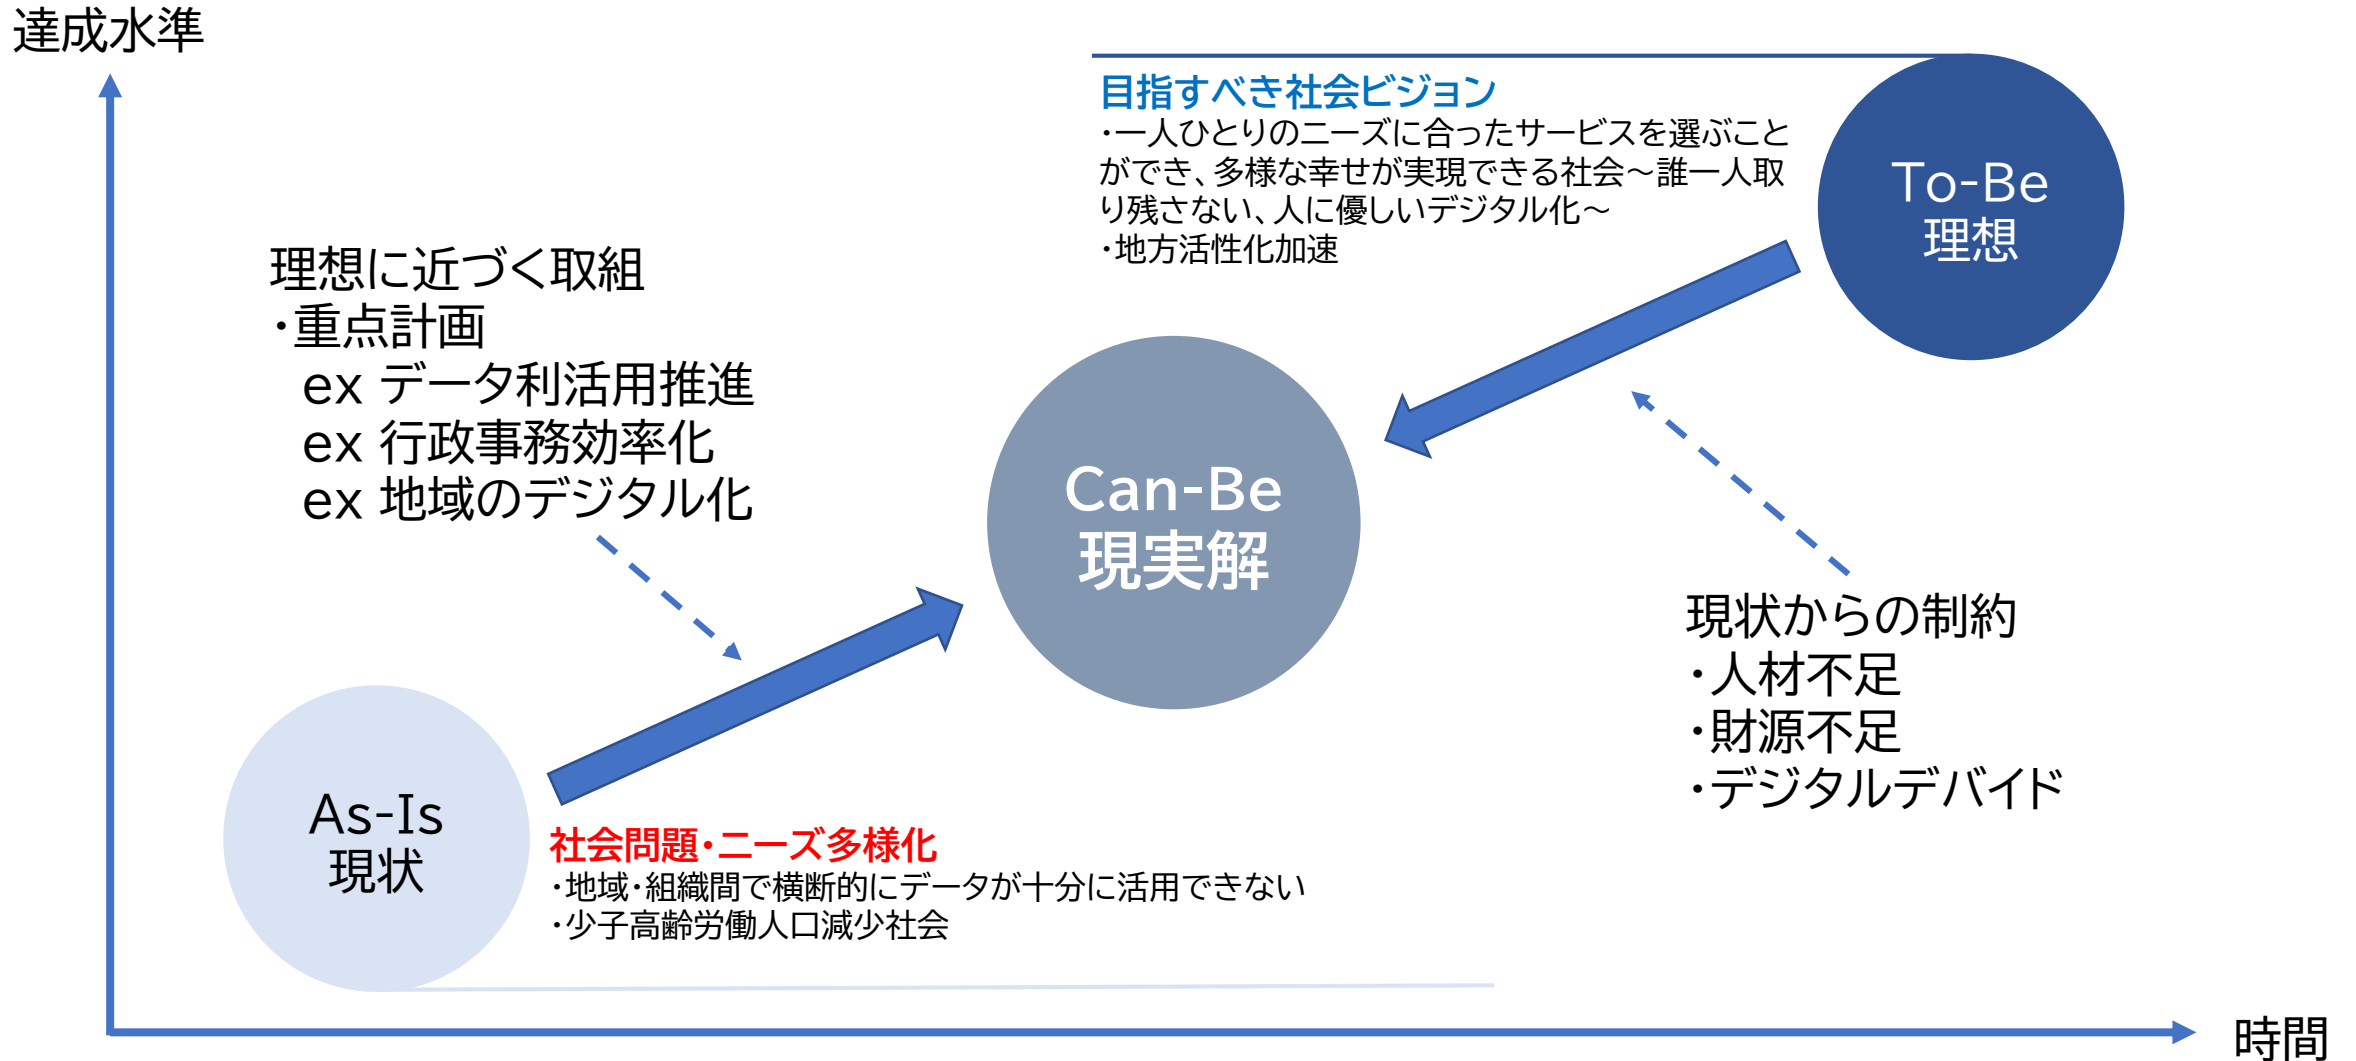 達成水準
目指すべき社会ビジョン
・一人ひとりのニーズに合ったサービスを選ぶこと
ができ、多様な幸せが実現できる社会～誰一人取
り残さない、人に優しいデジタル化～
・地方活性化加速
To-Be
理想
理想に近づく取組
・重点計画
ex データ利活用推進
ex 行政事務効率化
ex 地域のデジタル化
Can-Be
現実解
現状からの制約
・人材不足
・財源不足
・デジタルデバイド
As-Is
現状
社会問題・ニーズ多様化
・地域・組織間で横断的にデータが十分に活用できない
・少子高齢労働人口減少社会
時間